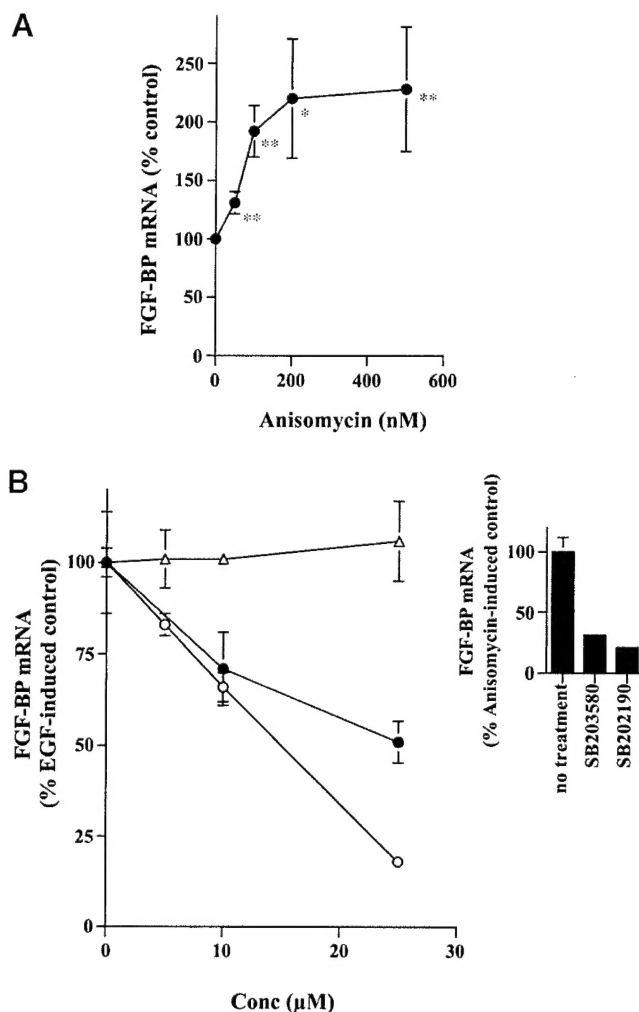 A
FGF-BP mRNA (% control)
250
200
150
100
50
0
**
**
*
**
0
200
400
600
Anisomycin (nM)
B
FGF-BP mRNA
(% EGF-induced control)
100
75
50
25
0
0
10
20
30
Conc (µM)
FGF-BP mRNA
(% Anisomycin-induced control)
100
50
0
no treatment
SB203580
SB202190